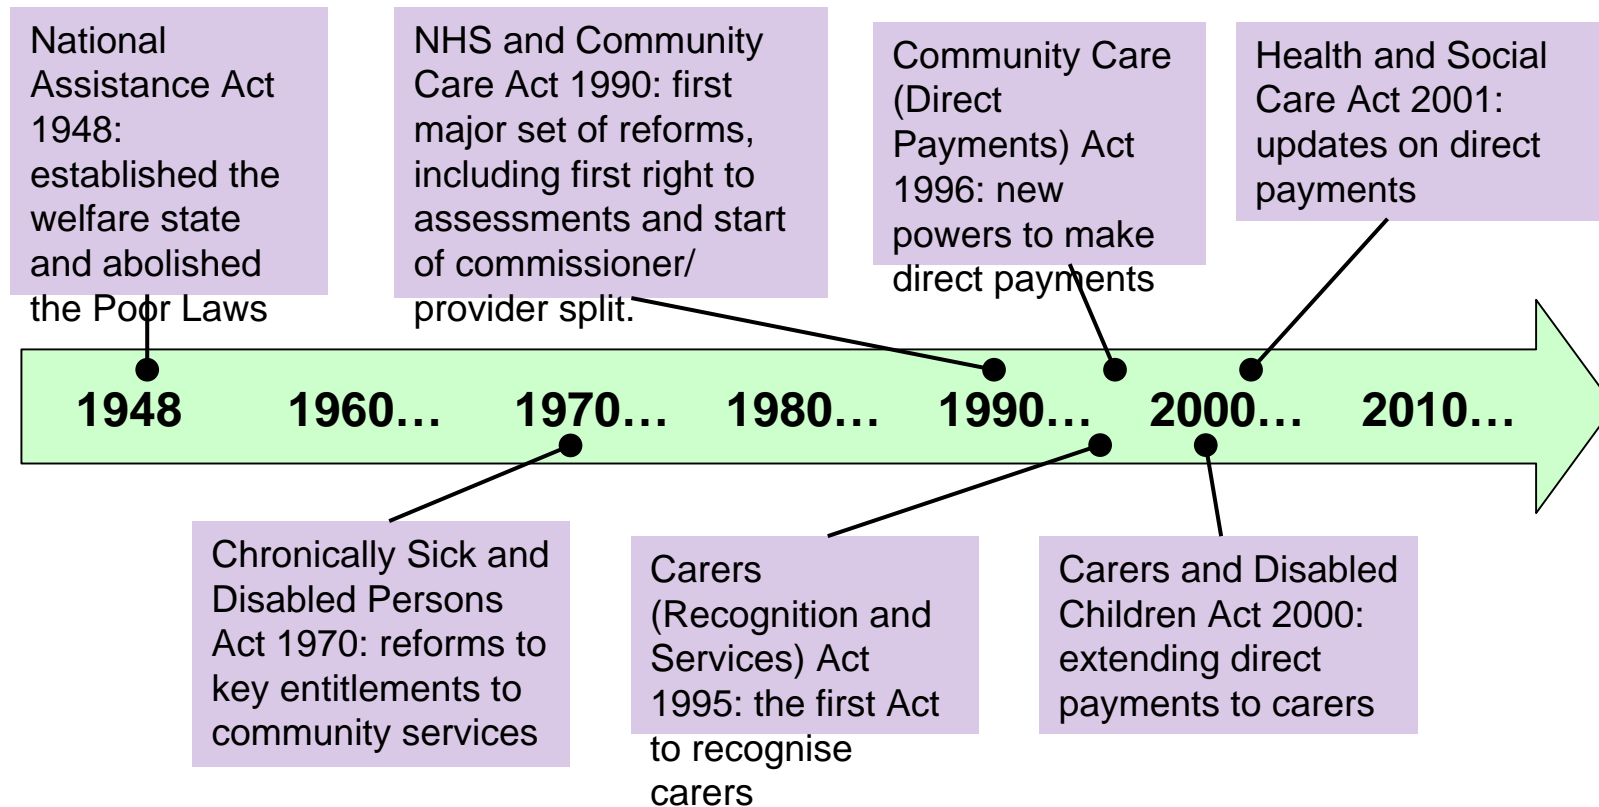 National
Assistance Act
1948:
established the
welfare state
and abolished
the Poor Laws
NHS and Community
Care Act 1990: first
major set of reforms,
including first right to
assessments and start
of commissioner/
provider split.
Community Care
(Direct
Payments) Act
1996: new
powers to make
direct payments
Health and Social
Care Act 2001:
updates on direct
payments
1948 1960… 1970… 1980… 1990… 2000… 2010…
Chronically Sick and
Disabled Persons
Act 1970: reforms to
key entitlements to
community services
Carers
(Recognition and
Services) Act
1995: the first Act
to recognise
carers
Carers and Disabled
Children Act 2000:
extending direct
payments to carers